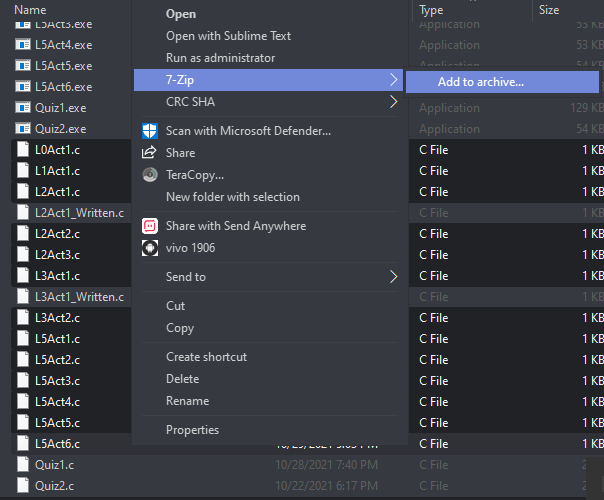 Name Type Size
L5Act3.exe Application 53 KB
Open
L5Act4.exe Open with Sublime Text Application 53 KB
Run as administrator
L5Act5.exe Application 54 KB
L5Act6.exe 7-Zip Add to archive...
CRC SHA
Quiz1.exe Application 129 KB
Quiz2.exe Scan with Microsoft Defender... Application 54 KB
L0Act1.c Share C File 1 KB
L1Act1.c TeraCopy... C File 1 KB
L2Act1.c New folder with selection C File 1 KB
L2Act1_Written.c C File 1 KB
L2Act2.c Share with Send Anywhere C File 1 KB
L2Act3.c vivo 1906 C File 1 KB
L3Act1.c Send to C File 1 KB
L3Act1_Written.c C File 1 KB
L3Act2.c Cut C File 1 KB
L5Act1.c Copy C File 1 KB
L5Act2.c Create shortcut C File 1 KB
L5Act3.c Delete C File 1 KB
L5Act4.c Rename C File 1 KB
L5Act5.c Properties C File 1 KB
L5Act6.c C File 1 KB
Quiz1.c 10/28/2021 7:40 PM C File
Quiz2.c 10/22/2021 6:17 PM C File